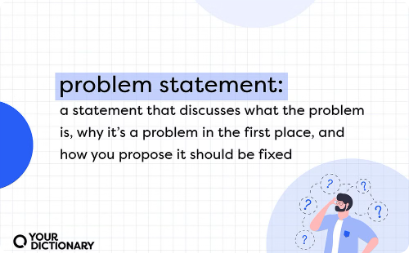 problem statement:
a statement that discusses what the problem
is, why it's a problem in the first place, and
how you propose it should be fixed
? ? ? ? ?
YOUR
DICTIONARY